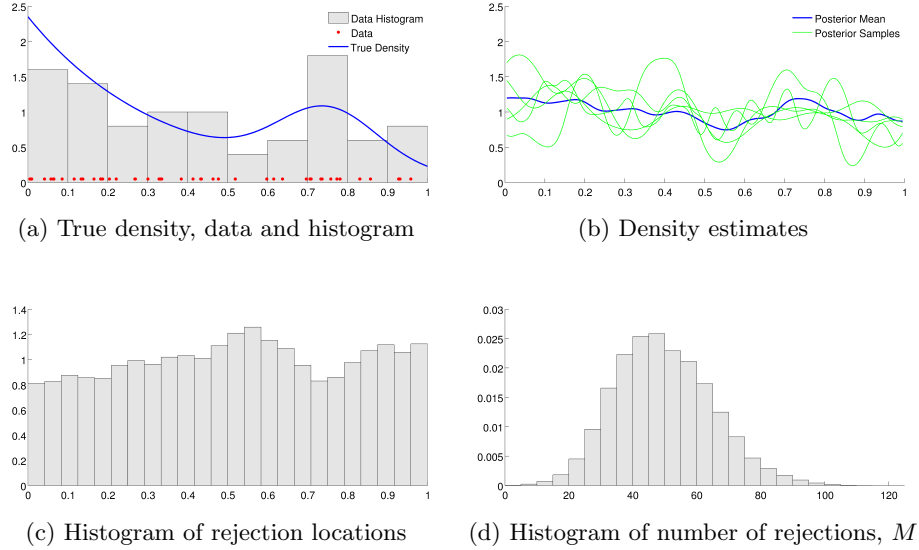 2.5
2
1.5
1
0.5
0
0 0.1 0.2 0.3 0.4 0.5 0.6 0.7 0.8 0.9 1
Data Histogram
Data
True Density
(a) True density, data and histogram
2.5
2
1.5
1
0.5
0
0 0.1 0.2 0.3 0.4 0.5 0.6 0.7 0.8 0.9 1
Posterior Mean
Posterior Samples
(b) Density estimates
1.4
1.2
1
0.8
0.6
0.4
0.2
0
0 0.1 0.2 0.3 0.4 0.5 0.6 0.7 0.8 0.9 1
(c) Histogram of rejection locations
0.03
0.025
0.02
0.015
0.01
0.005
0
0 20 40 60 80 100 120
(d) Histogram of number of rejections, M